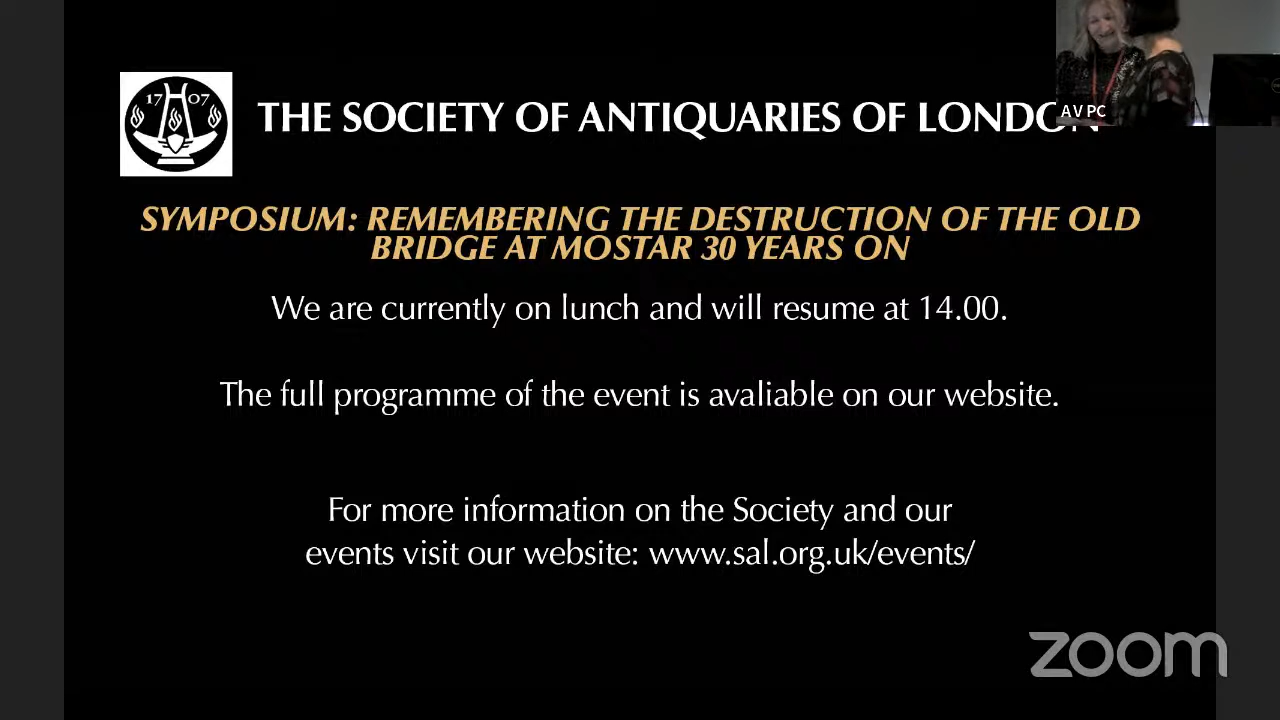 1707
THE SOCIETY OF ANTIQUARIES OF LONDON
AV PC
SYMPOSIUM: REMEMBERING THE DESTRUCTION OF THE OLD
BRIDGE AT MOSTAR 30 YEARS ON
We are currently on lunch and will resume at 14.00.
The full programme of the event is avaliable on our website.
For more information on the Society and our
events visit our website: www.sal.org.uk/events/
zoom